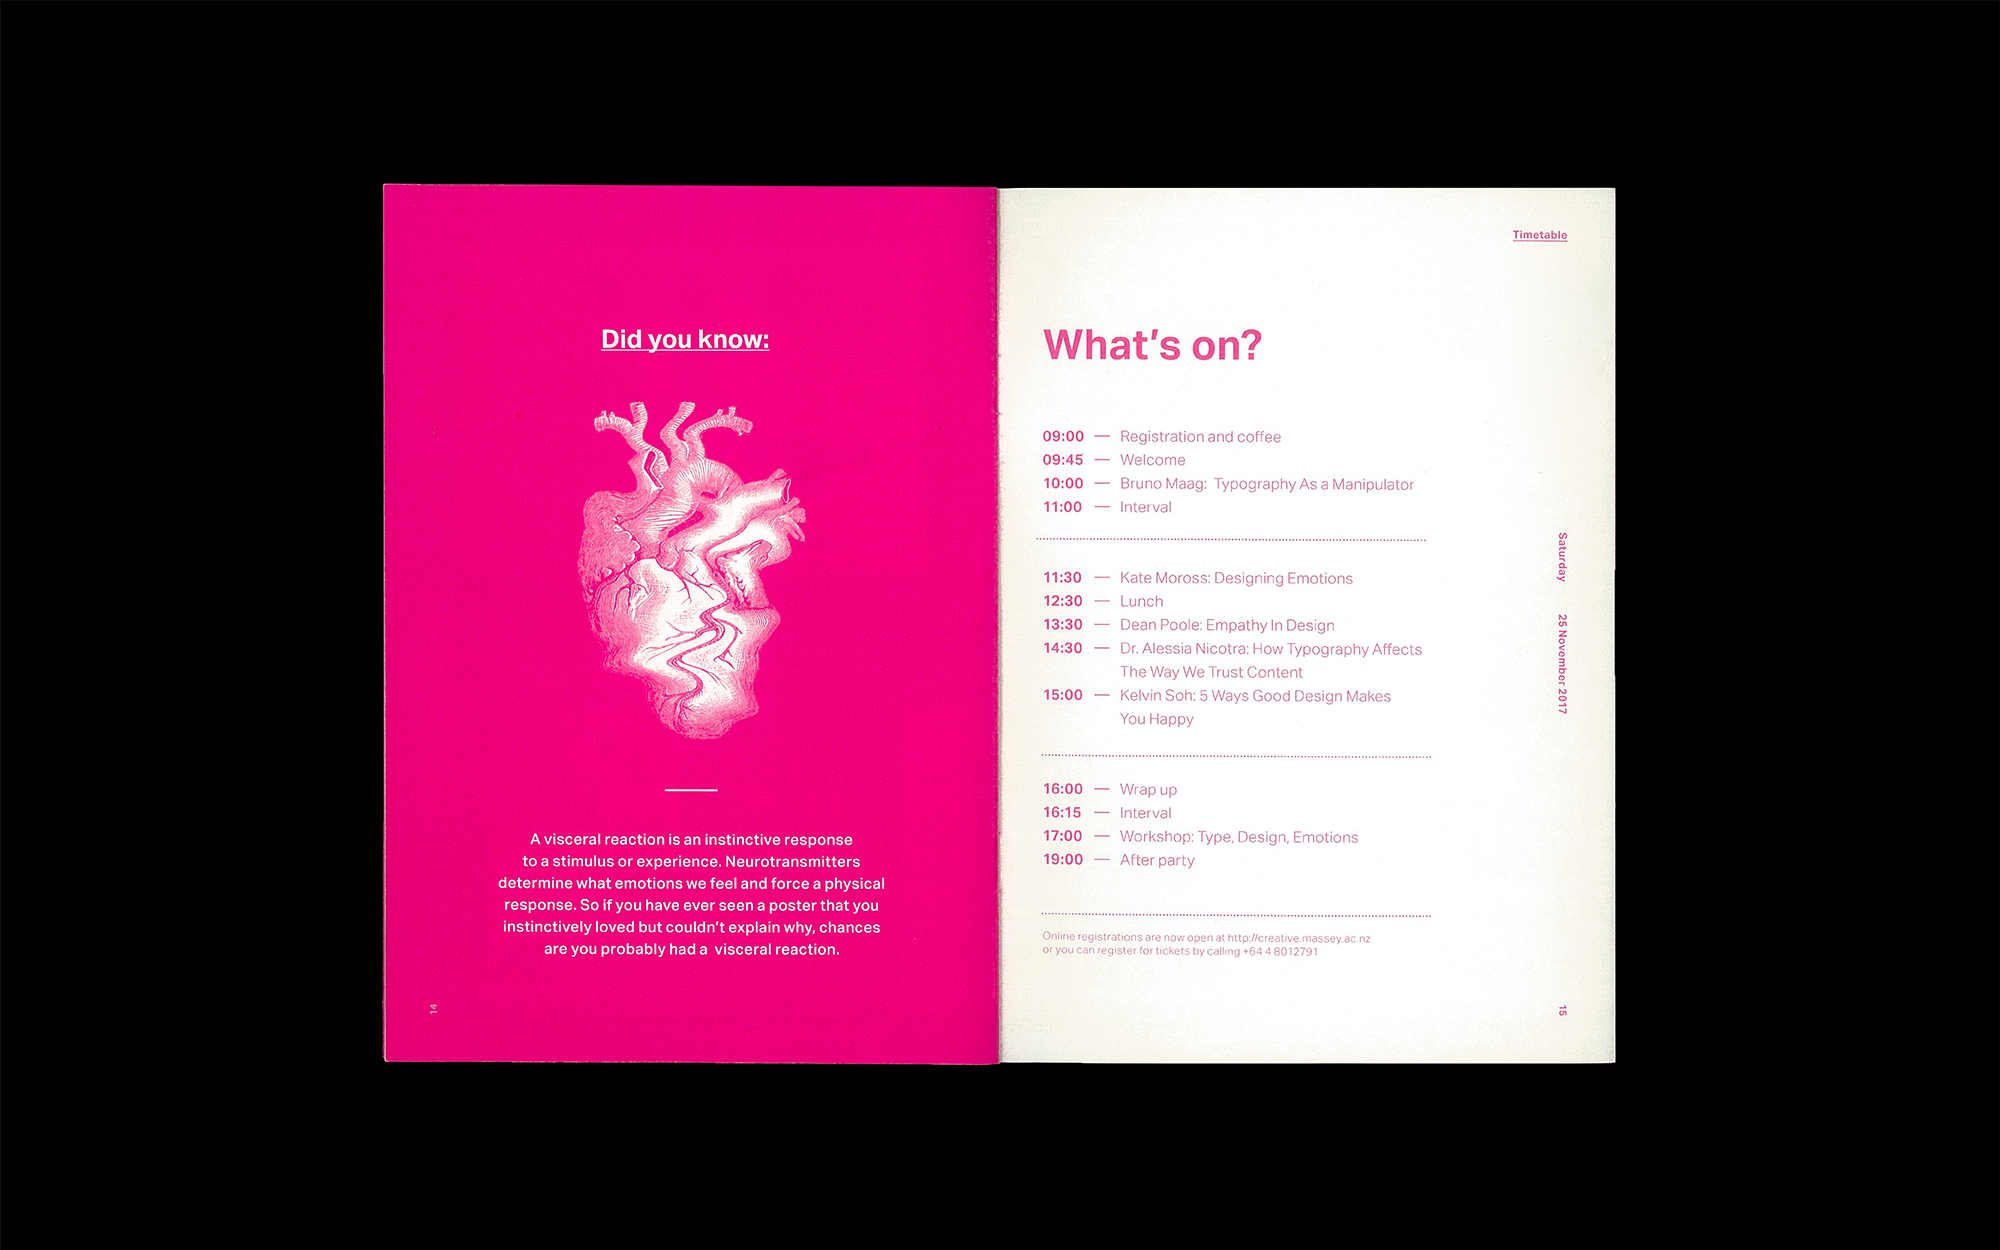 Did you know:
A visceral reaction is an instinctive response
to a stimulus or experience. Neurotransmitters
determine what emotions we feel and force a physical
response. So if you have ever seen a poster that you
instinctively loved but couldn't explain why, chances
are you probably had a  visceral reaction.
14
Timetable
What's on?
09:00 — Registration and coffee
09:45 — Welcome
10:00 — Bruno Maag:  Typography As a Manipulator
11:00 — Interval
11:30 — Kate Moross: Designing Emotions
12:30 — Lunch
13:30 — Dean Poole: Empathy In Design
14:30 — Dr. Alessia Nicotra: How Typography Affects
The Way We Trust Content
15:00 — Kelvin Soh: 5 Ways Good Design Makes
You Happy
16:00 — Wrap up
16:15 — Interval
17:00 — Workshop: Type, Design, Emotions
19:00 — After party
Online registrations are now open at http://creative.massey.ac.nz
or you can register for tickets by calling +64 4 8012791
Saturday 25 November 2017
15